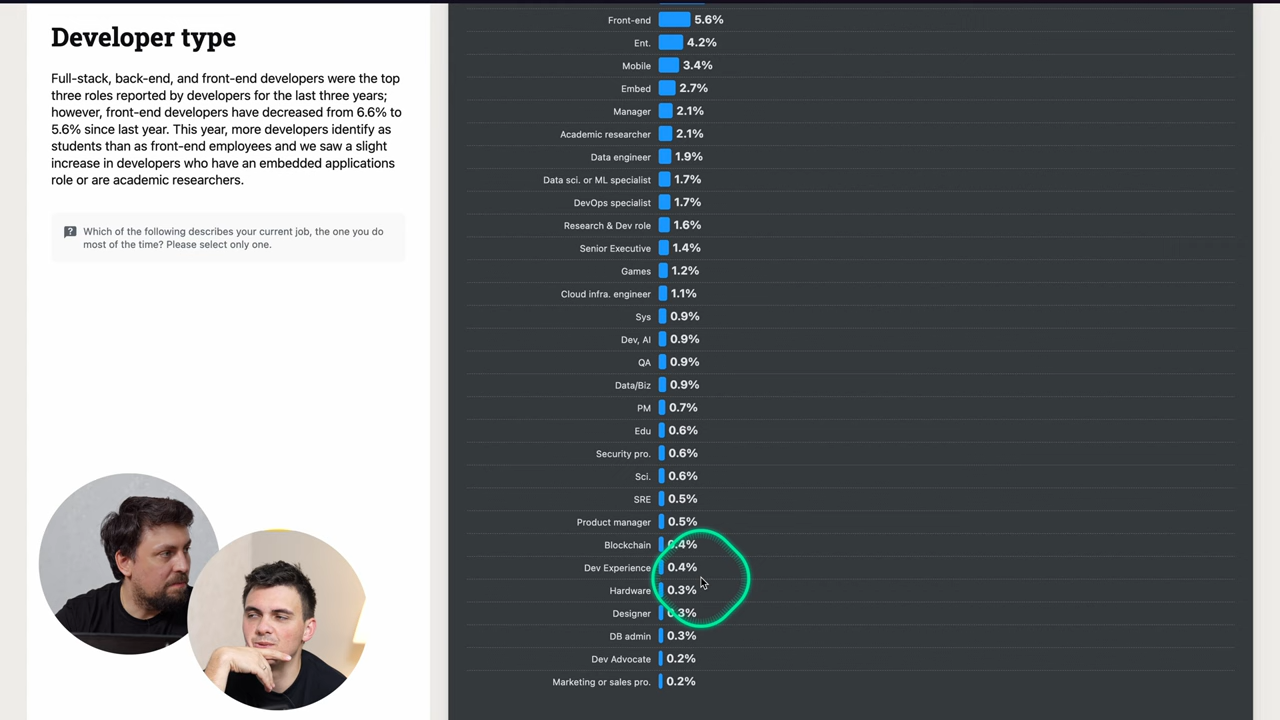 Developer type
Full-stack, back-end, and front-end developers were the top
three roles reported by developers for the last three years;
however, front-end developers have decreased from 6.6% to
5.6% since last year. This year, more developers identify as
students than as front-end employees and we saw a slight
increase in developers who have an embedded applications
role or are academic researchers.
Which of the following describes your current job, the one you do
most of the time? Please select only one.
Front-end 5.6%
Ent. 4.2%
Mobile 3.4%
Embed 2.7%
Manager 2.1%
Academic researcher 2.1%
Data engineer 1.9%
Data sci. or ML specialist 1.7%
DevOps specialist 1.7%
Research & Dev role 1.6%
Senior Executive 1.4%
Games 1.2%
Cloud infra. engineer 1.1%
Sys 0.9%
Dev, AI 0.9%
QA 0.9%
Data/Biz 0.9%
PM 0.7%
Edu 0.6%
Security pro. 0.6%
Sci. 0.6%
SRE 0.5%
Product manager 0.5%
Blockchain 0.4%
Dev Experience 0.4%
Hardware 0.3%
Designer 0.3%
DB admin 0.3%
Dev Advocate 0.2%
Marketing or sales pro. 0.2%